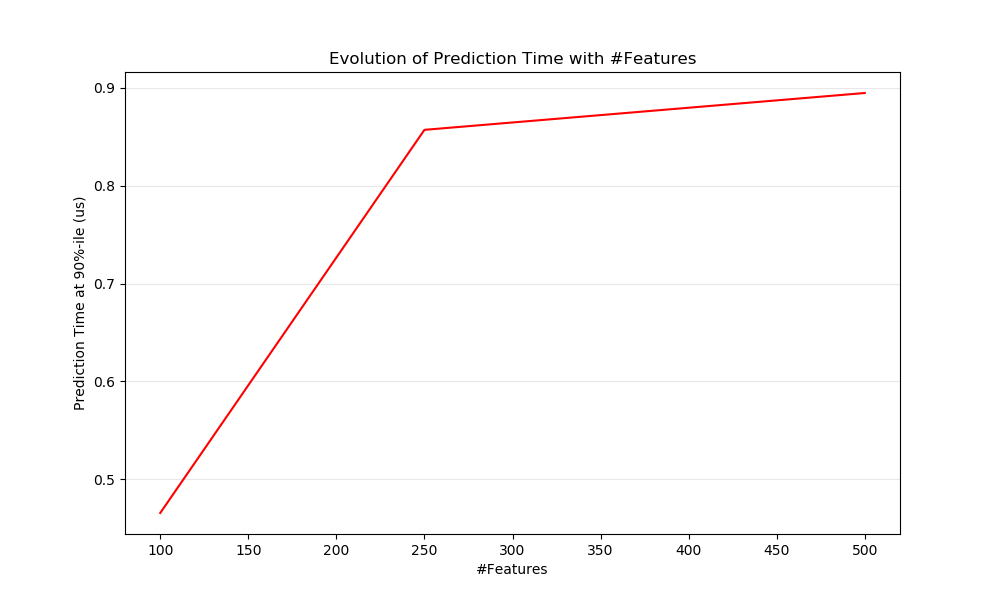 Evolution of Prediction Time with #Features
Prediction Time at 90%-ile (us)
0.9
0.8
0.7
0.6
0.5
100 150 200 250 300 350 400 450 500
#Features